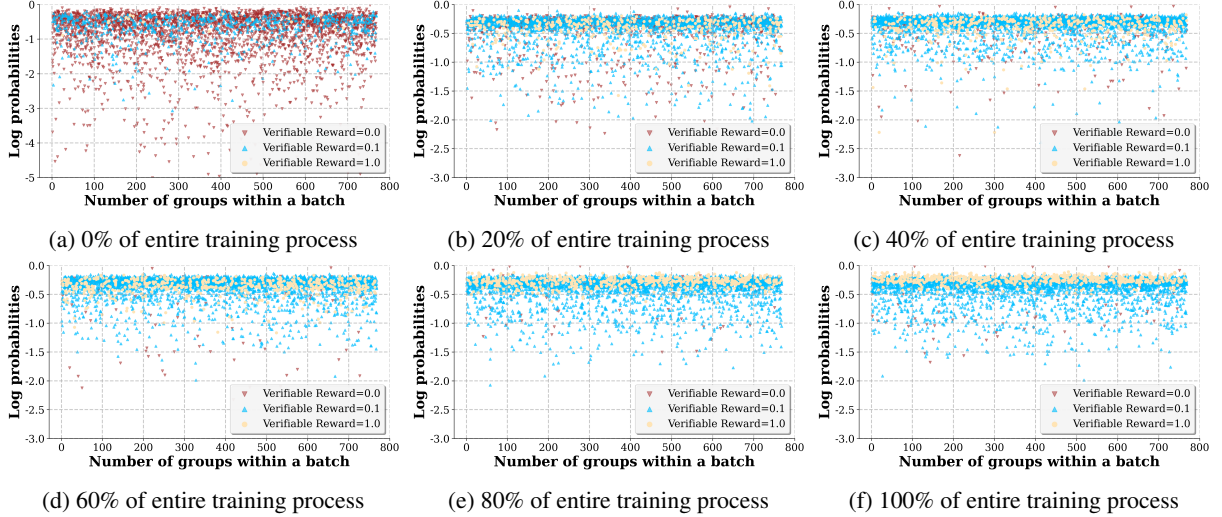 0
-1
-2
-3
-4
-5
Log probabilities
0 100 200 300 400 500 600 700 800
Number of groups within a batch
Verifiable Reward=0.0
Verifiable Reward=0.1
Verifiable Reward=1.0
(a) 0% of entire training process
0.0
-0.5
-1.0
-1.5
-2.0
-2.5
-3.0
Log probabilities
0 100 200 300 400 500 600 700 800
Number of groups within a batch
Verifiable Reward=0.0
Verifiable Reward=0.1
Verifiable Reward=1.0
(b) 20% of entire training process
0.0
-0.5
-1.0
-1.5
-2.0
-2.5
-3.0
Log probabilities
0 100 200 300 400 500 600 700 800
Number of groups within a batch
Verifiable Reward=0.0
Verifiable Reward=0.1
Verifiable Reward=1.0
(c) 40% of entire training process
0.0
-0.5
-1.0
-1.5
-2.0
-2.5
-3.0
Log probabilities
0 100 200 300 400 500 600 700 800
Number of groups within a batch
Verifiable Reward=0.0
Verifiable Reward=0.1
Verifiable Reward=1.0
(d) 60% of entire training process
0.0
-0.5
-1.0
-1.5
-2.0
-2.5
-3.0
Log probabilities
0 100 200 300 400 500 600 700 800
Number of groups within a batch
Verifiable Reward=0.0
Verifiable Reward=0.1
Verifiable Reward=1.0
(e) 80% of entire training process
0.0
-0.5
-1.0
-1.5
-2.0
-2.5
-3.0
Log probabilities
0 100 200 300 400 500 600 700 800
Number of groups within a batch
Verifiable Reward=0.0
Verifiable Reward=0.1
Verifiable Reward=1.0
(f) 100% of entire training process